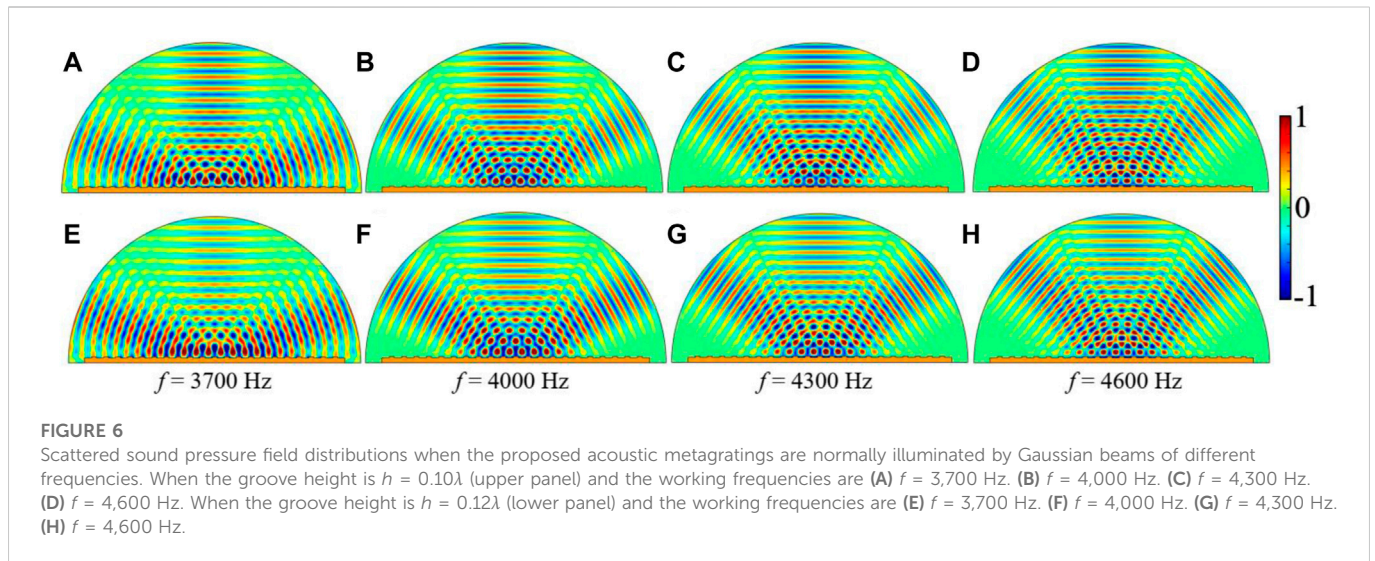 A B C D
1
0
-1
E F G H
f = 3700 Hz f = 4000 Hz f = 4300 Hz f = 4600 Hz
FIGURE 6
Scattered sound pressure field distributions when the proposed acoustic metagratings are normally illuminated by Gaussian beams of different
frequencies. When the groove height is h = 0.10λ (upper panel) and the working frequencies are (A) f = 3,700 Hz. (B) f = 4,000 Hz. (C) f = 4,300 Hz.
(D) f = 4,600 Hz. When the groove height is h = 0.12λ (lower panel) and the working frequencies are (E) f = 3,700 Hz. (F) f = 4,000 Hz. (G) f = 4,300 Hz.
(H) f = 4,600 Hz.